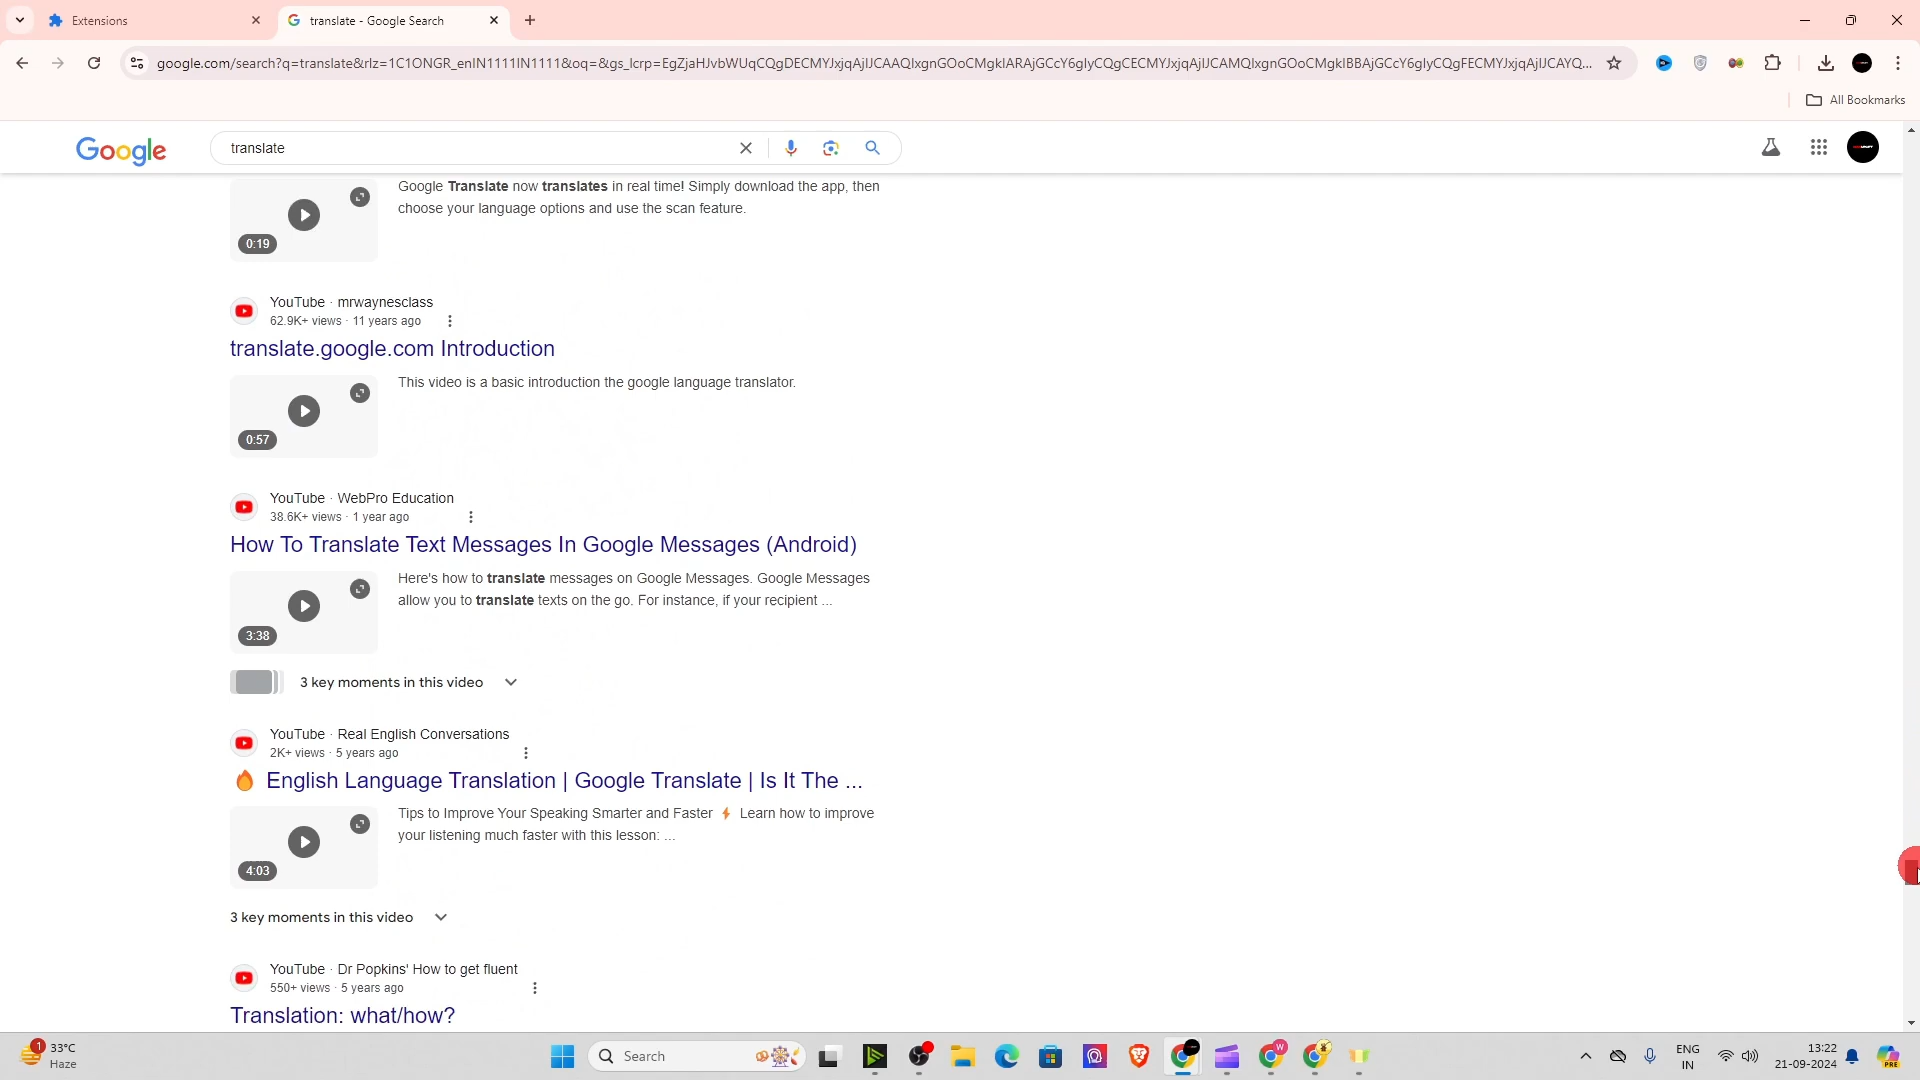 Extensions
translate - Google Search
google.com/search?q=translate&rlz=1C1ONGR_enIN1111IN1111&oq=&gs_lcrp=EgZjaHJvbWUqCQgDECMYJxjqAjIJCAAQIxgnGOoCMgkIARAjGCcY6gIyCQgCECMYJxjqAjIJCAMQIxgnGOoCMgkIBBAjGCcY6gIyCQgFECMYJxjqAjIJCAYQ...
All Bookmarks
Google
translate
Google Translate now translates in real time! Simply download the app, then
choose your language options and use the scan feature.
0:19
YouTube · mrwaynesclass
62.9K+ views · 11 years ago
translate.google.com Introduction
This video is a basic introduction the google language translator.
0:57
YouTube · WebPro Education
38.6K+ views · 1 year ago
How To Translate Text Messages In Google Messages (Android)
Here's how to translate messages on Google Messages. Google Messages
allow you to translate texts on the go. For instance, if your recipient ...
3:38
3 key moments in this video
YouTube · Real English Conversations
2K+ views · 5 years ago
🔥 English Language Translation | Google Translate | Is It The ...
Tips to Improve Your Speaking Smarter and Faster ⚡ Learn how to improve
your listening much faster with this lesson: ...
4:03
3 key moments in this video
YouTube · Dr Popkins' How to get fluent
550+ views · 5 years ago
Translation: what/how?
1
33°C
Haze
Search
W
ENG
IN
13:22
21-09-2024
PRE